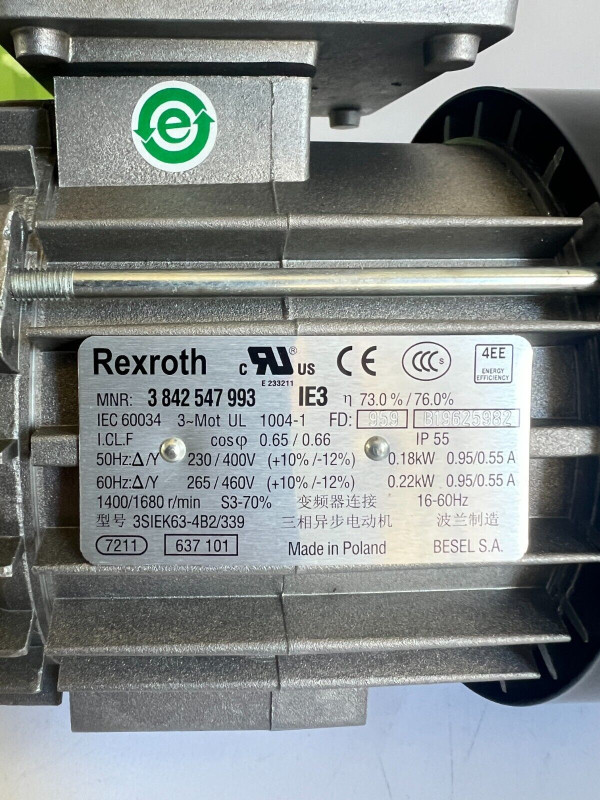 e
Rexroth c RU ® US CE CCC S 4EE
E 233211 ENERGY EFFICIENCY
MNR: 3 842 547 993 IE3 η 73.0% / 76.0%
IEC 60034 3~Mot UL 1004-1 FD: 959 B19625982
I.CL.F cosφ 0.65 / 0.66 IP 55
50Hz:Δ/Y 230 / 400V (+10% /-12%) 0.18kW 0.95/0.55 A
60Hz:Δ/Y 265 / 460V (+10% /-12%) 0.22kW 0.95/0.55 A
1400/1680 r/min S3-70% 变频器连接 16-60Hz
型号 3SIEK63-4B2/339 三相异步电动机 波兰制造
7211 637 101 Made in Poland BESEL S.A.